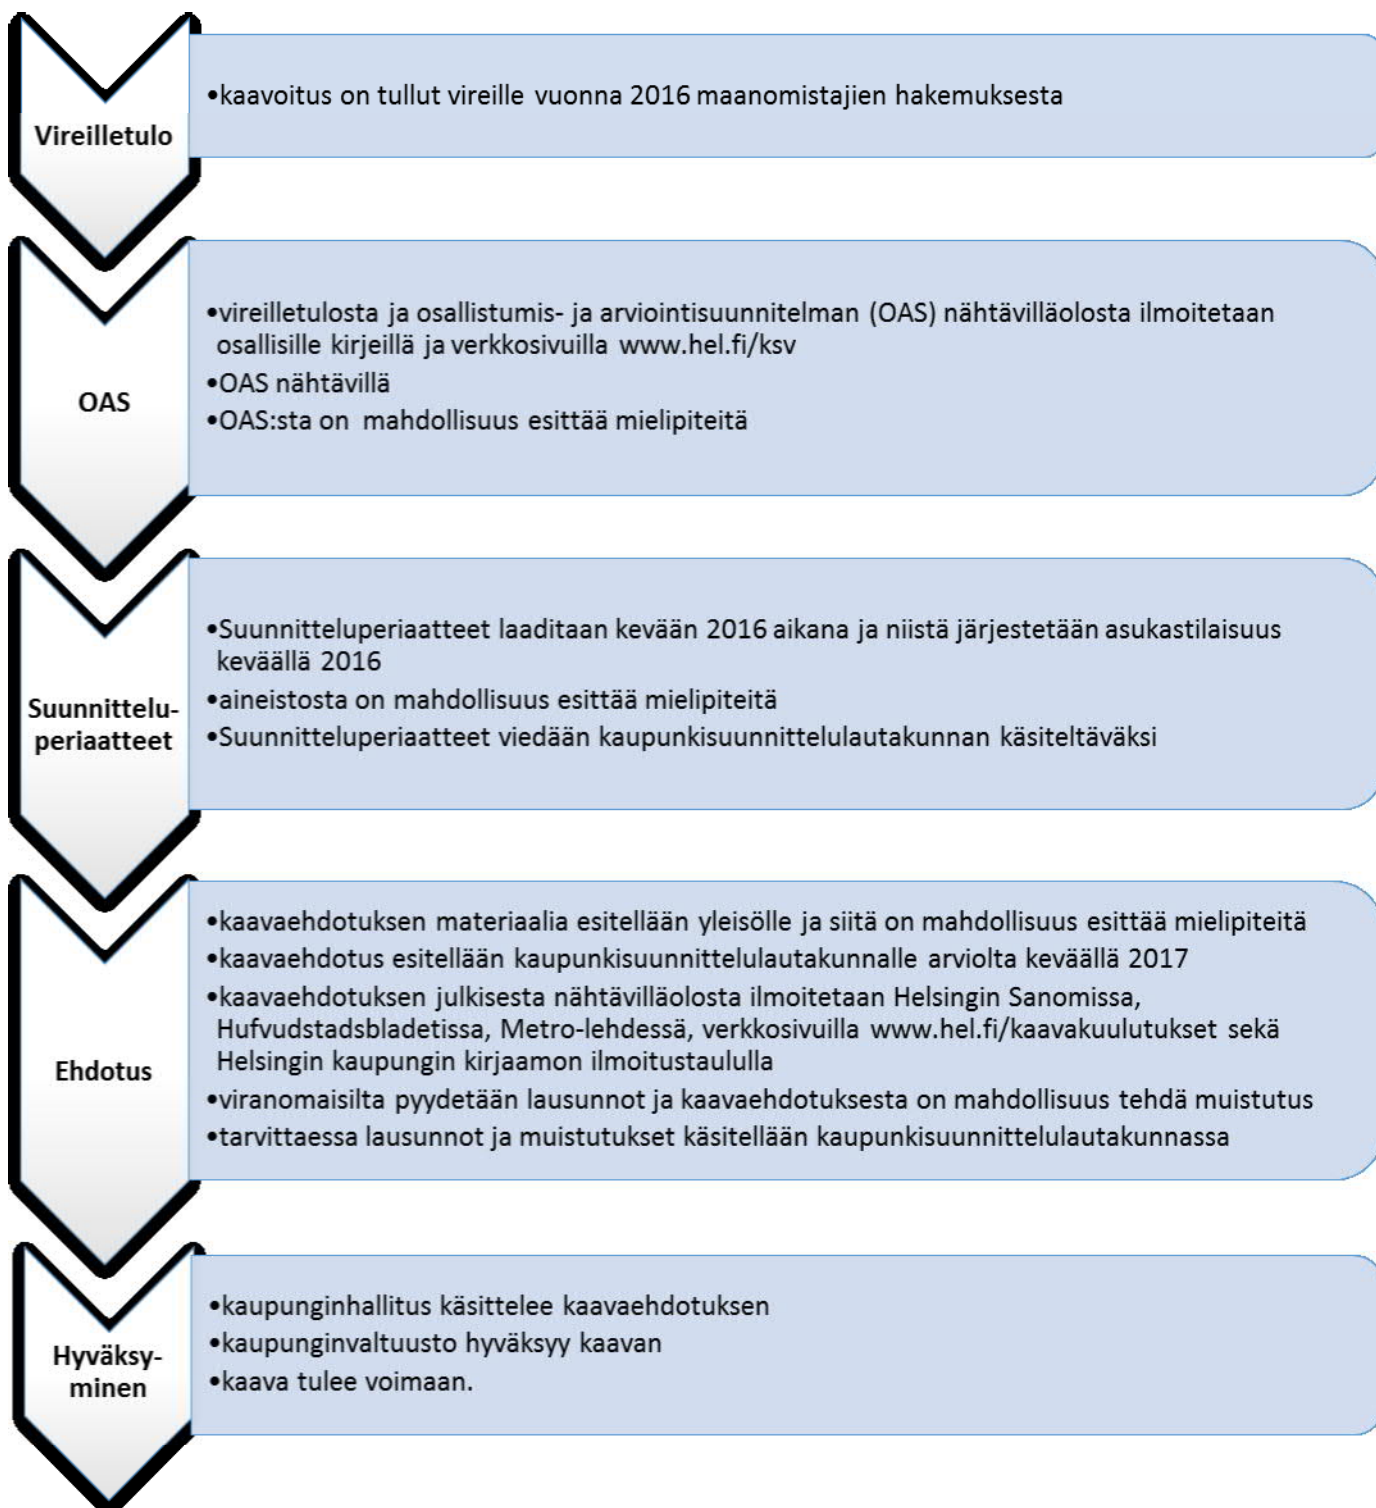 Vireilletulo
•kaavoitus on tullut vireille vuonna 2016 maanomistajien hakemuksesta
OAS
•vireilletulosta ja osallistumis- ja arviointisuunnitelman (OAS) nähtävilläolosta ilmoitetaan
osallisille kirjeillä ja verkkosivuilla www.hel.fi/ksv
•OAS nähtävillä
•OAS:sta on mahdollisuus esittää mielipiteitä
Suunnittelu-
periaatteet
•Suunnitteluperiaatteet laaditaan kevään 2016 aikana ja niistä järjestetään asukastilaisuus
keväällä 2016
•aineistosta on mahdollisuus esittää mielipiteitä
•Suunnitteluperiaatteet viedään kaupunkisuunnittelulautakunnan käsiteltäväksi
Ehdotus
•kaavaehdotuksen materiaalia esitellään yleisölle ja siitä on mahdollisuus esittää mielipiteitä
•kaavaehdotus esitellään kaupunkisuunnittelulautakunnalle arviolta keväällä 2017
•kaavaehdotuksen julkisesta nähtävilläolosta ilmoitetaan Helsingin Sanomissa,
Hufvudstadsbladetissa, Metro-lehdessä, verkkosivuilla www.hel.fi/kaavakuulutukset sekä
Helsingin kaupungin kirjaamon ilmoitustaululla
•viranomaisilta pyydetään lausunnot ja kaavaehdotuksesta on mahdollisuus tehdä muistutus
•tarvittaessa lausunnot ja muistutukset käsitellään kaupunkisuunnittelulautakunnassa
Hyväksy-
minen
•kaupunginhallitus käsittelee kaavaehdotuksen
•kaupunginvaltuusto hyväksyy kaavan
•kaava tulee voimaan.